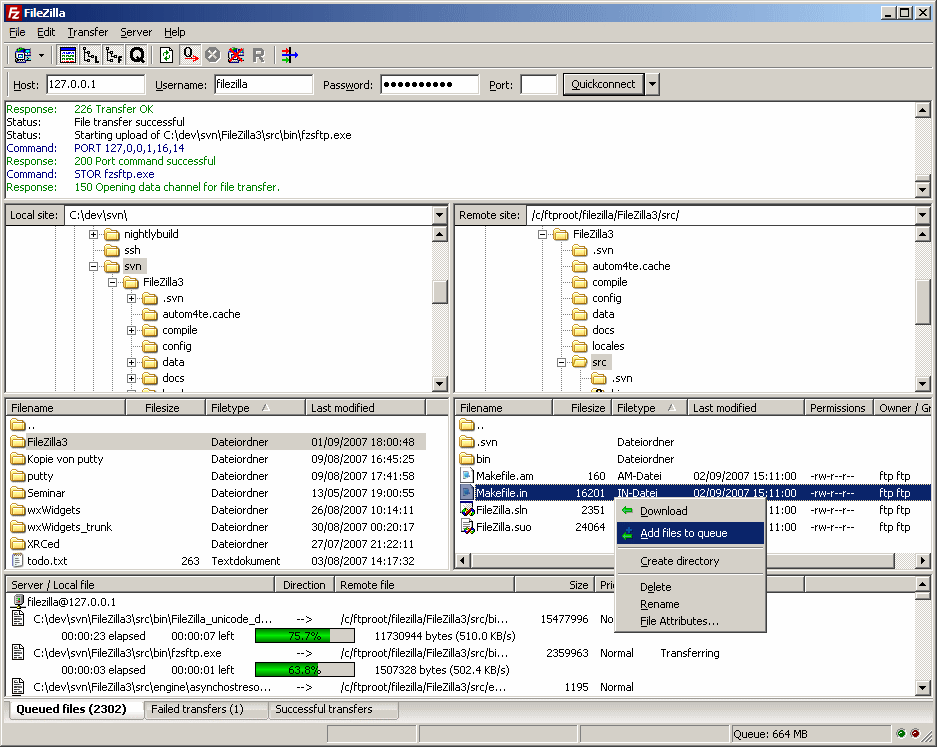 FileZilla
File Edit Transfer Server Help
Host: 127.0.0.1 Username: filezilla Password: ●●●●●●●●●● Port: Quickconnect
Response: 226 Transfer OK
Status: File transfer successful
Status: Starting upload of C:\dev\svn\FileZilla3\src\bin\fzsftp.exe
Command: PORT 127,0,0,1,16,14
Response: 200 Port command successful
Command: STOR fzsftp.exe
Response: 150 Opening data channel for file transfer.
Local site: C:\dev\svn\
nightlybuild
ssh
svn
FileZilla3
.svn
autom4te.cache
compile
config
data
docs
Remote site: /c/ftproot/filezilla/FileZilla3/src/
FileZilla3
.svn
autom4te.cache
compile
config
data
docs
locales
src
.svn
Filename Filesize Filetype Last modified
..
FileZilla3 Dateiordner 01/09/2007 18:00:48
Kopie von putty Dateiordner 09/08/2007 16:45:25
putty Dateiordner 09/08/2007 17:41:58
Seminar Dateiordner 13/05/2007 19:00:55
wxWidgets Dateiordner 26/08/2007 10:14:11
wxWidgets_trunk Dateiordner 30/08/2007 00:20:17
XRCed Dateiordner 27/07/2007 21:22:11
todo.txt 263 Textdokument 03/08/2007 14:17:32
Filename Filesize Filetype Last modified Permissions Owner / Gr
..
.svn Dateiordner
bin Dateiordner
Makefile.am 160 AM-Datei 02/09/2007 15:11:00 -rw-r--r-- ftp ftp
Makefile.in 16201 IN-Datei 02/09/2007 15:11:00 -rw-r--r-- ftp ftp
FileZilla.sln 2351 15:11:00 -rw-r--r-- ftp ftp
FileZilla.suo 24064 15:11:00 -rw-r--r-- ftp ftp
Download
Add files to queue
Create directory
Delete
Rename
File Attributes...
Server / Local file Direction Remote file Size
filezilla@127.0.0.1
C:\dev\svn\FileZilla3\src\bin\FileZilla_unicode_d... --> /c/ftproot/filezilla/FileZilla3/src/bi... 15477996
00:00:23 elapsed 00:00:07 left 75.7% 11730944 bytes (510.0 KB/s)
C:\dev\svn\FileZilla3\src\bin\fzsftp.exe --> /c/ftproot/filezilla/FileZilla3/src/bi... 2359963 Normal Transferring
00:00:03 elapsed 00:00:01 left 63.8% 1507328 bytes (502.4 KB/s)
C:\dev\svn\FileZilla3\src\engine\asynchostreso... --> /c/ftproot/filezilla/FileZilla3/src/e... 1195 Normal
Queued files (2302) Failed transfers (1) Successful transfers
Queue: 664 MB